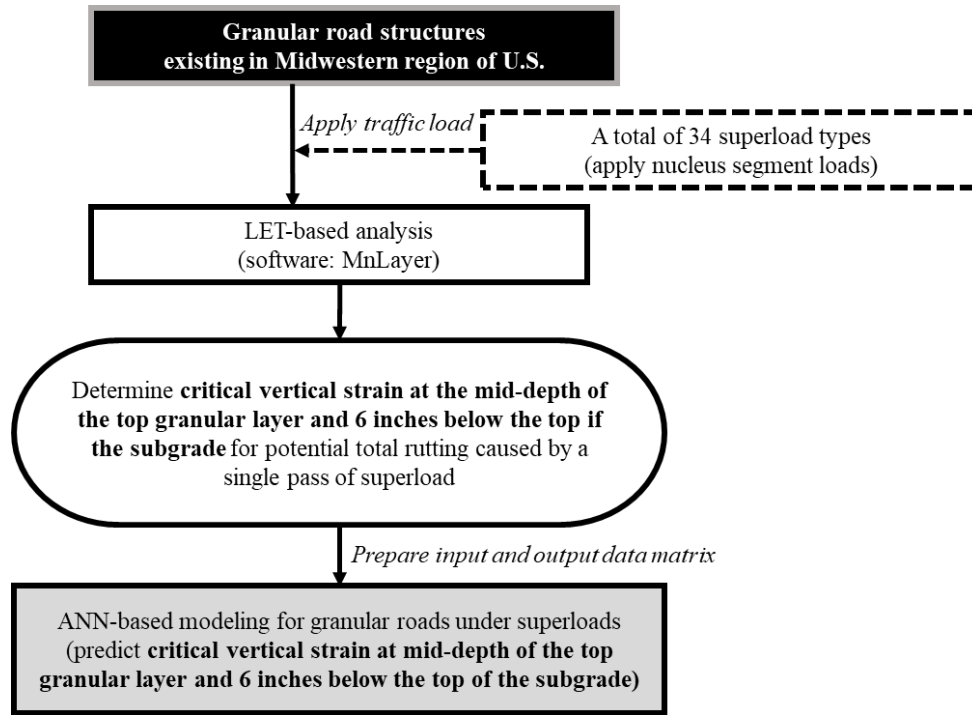 Granular road structures
existing in Midwestern region of U.S.
Apply traffic load
A total of 34 superload types
(apply nucleus segment loads)
LET-based analysis
(software: MnLayer)
Determine critical vertical strain at the mid-depth of
the top granular layer and 6 inches below the top if
the subgrade for potential total rutting caused by a
single pass of superload
Prepare input and output data matrix
ANN-based modeling for granular roads under superloads
(predict critical vertical strain at mid-depth of the top
granular layer and 6 inches below the top of the subgrade)